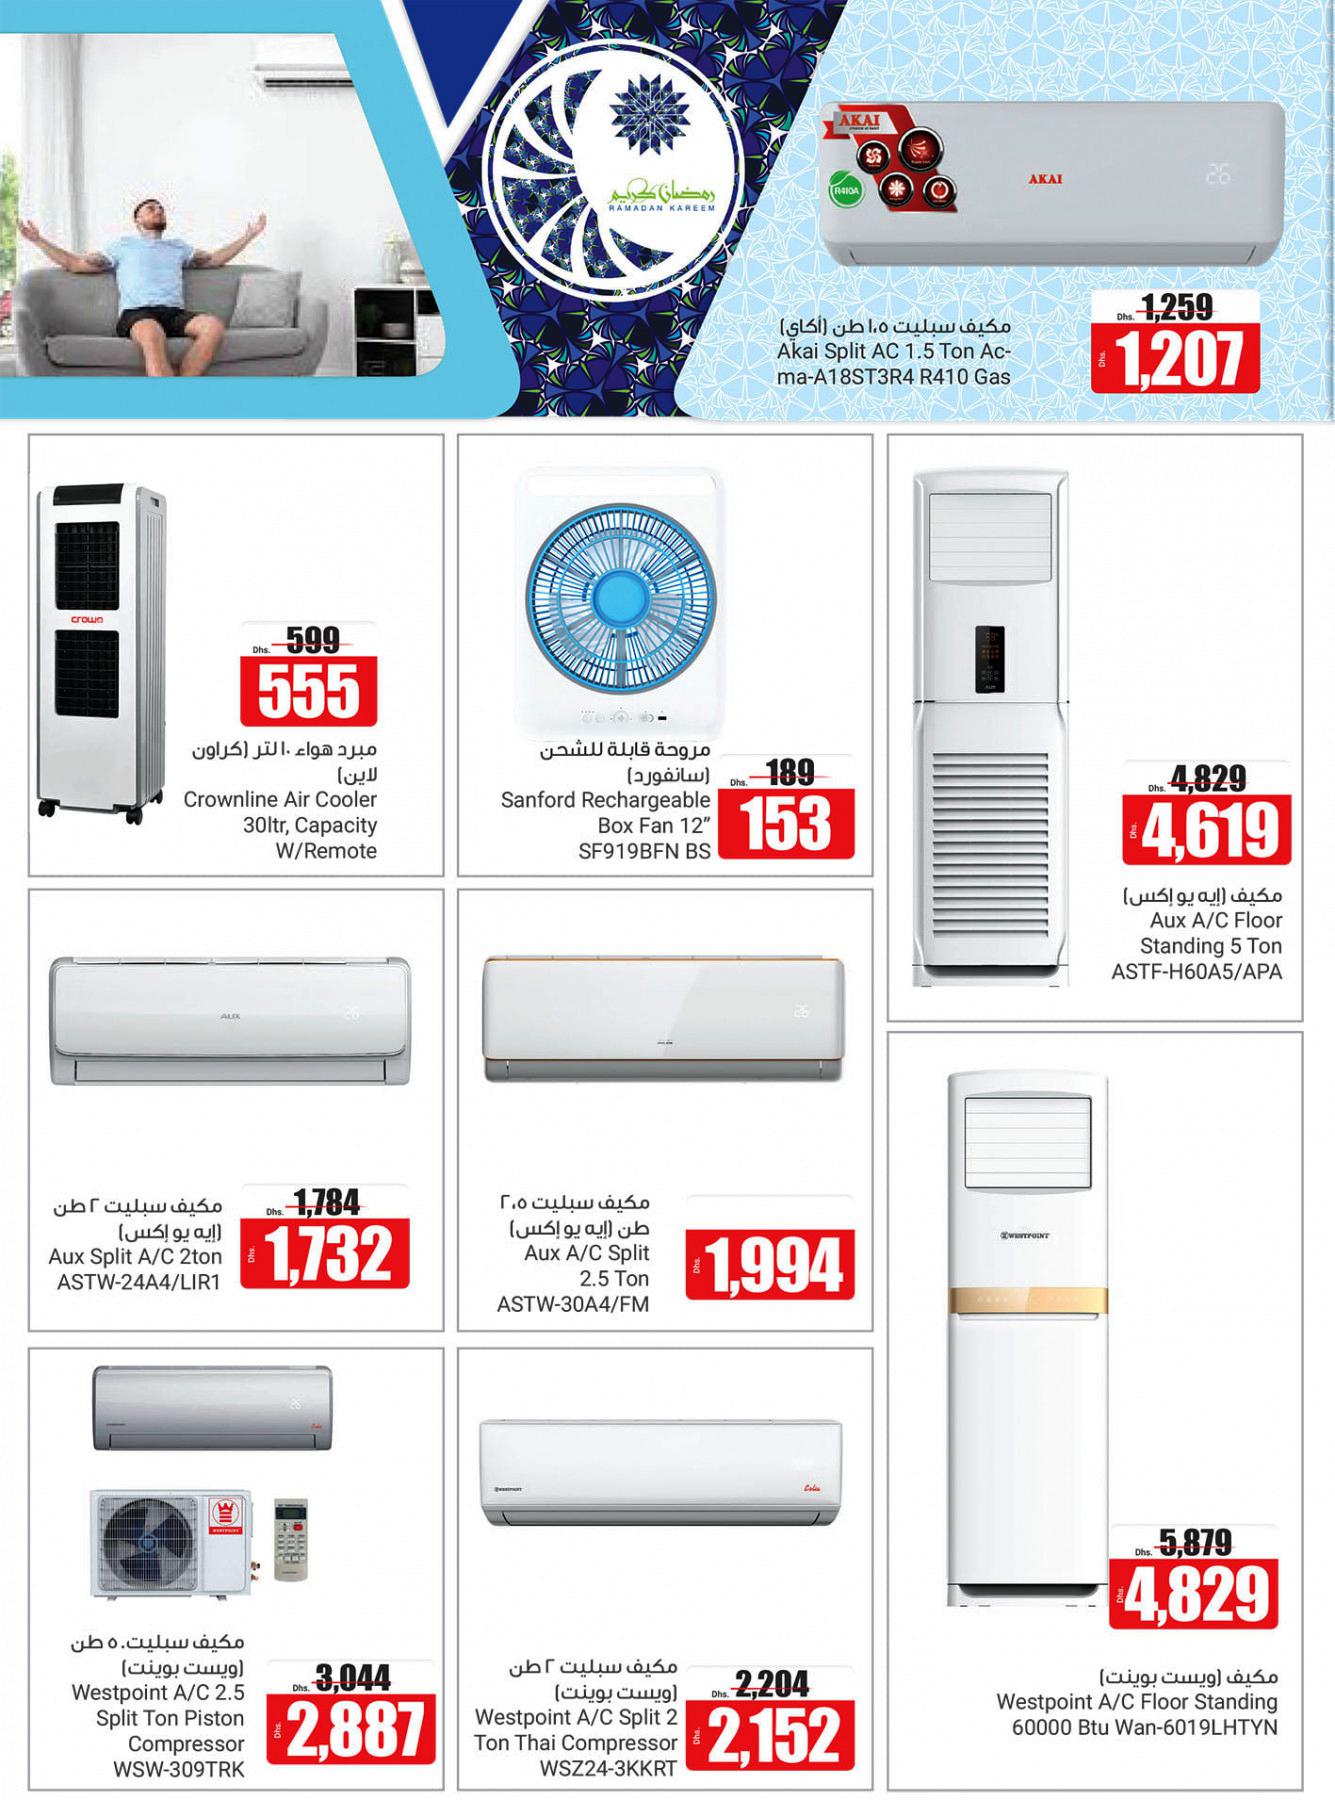 رمضان كريم
RAMADAN KAREEM
AKAI
R410A
AKAI
26
مكيف سبليت ١،٥ طن (أكاي)
Akai Split AC 1.5 Ton Ac-
ma-A18ST3R4 R410 Gas
Dhs. 1,259
Dhs. 1,207
crown
Dhs. 599
555
مبرد هواء ١٠ لتر (كراون
لاين)
Crownline Air Cooler
30ltr, Capacity
W/Remote
مروحة قابلة للشحن
(سانفورد)
Sanford Rechargeable
Box Fan 12”
SF919BFN BS
Dhs. 189
153
AUX
Dhs. 4,829
Dhs. 4,619
مكيف (إيه يو إكس)
Aux A/C Floor
Standing 5 Ton
ASTF-H60A5/APA
AUX
26
مكيف سبليت ٢ طن
(إيه يو إكس)
Aux Split A/C 2ton
ASTW-24A4/LIR1
Dhs. 1,784
Dhs. 1,732
26
مكيف سبليت ٢،٥
طن (إيه يو إكس)
Aux A/C Split
2.5 Ton
ASTW-30A4/FM
Dhs. 1,994
WESTPOINT
Dhs. 5,879
Dhs. 4,829
مكيف (ويست بوينت)
Westpoint A/C Floor Standing
60000 Btu Wan-6019LHTYN
26
WESTPOINT
مكيف سبليت ٥٠ طن
(ويست بوينت)
Westpoint A/C 2.5
Split Ton Piston
Compressor
WSW-309TRK
Dhs. 3,044
Dhs. 2,887
WESTPOINT
مكيف سبليت ٢ طن
(ويست بوينت)
Westpoint A/C Split 2
Ton Thai Compressor
WSZ24-3KKRT
Dhs. 2,204
Dhs. 2,152